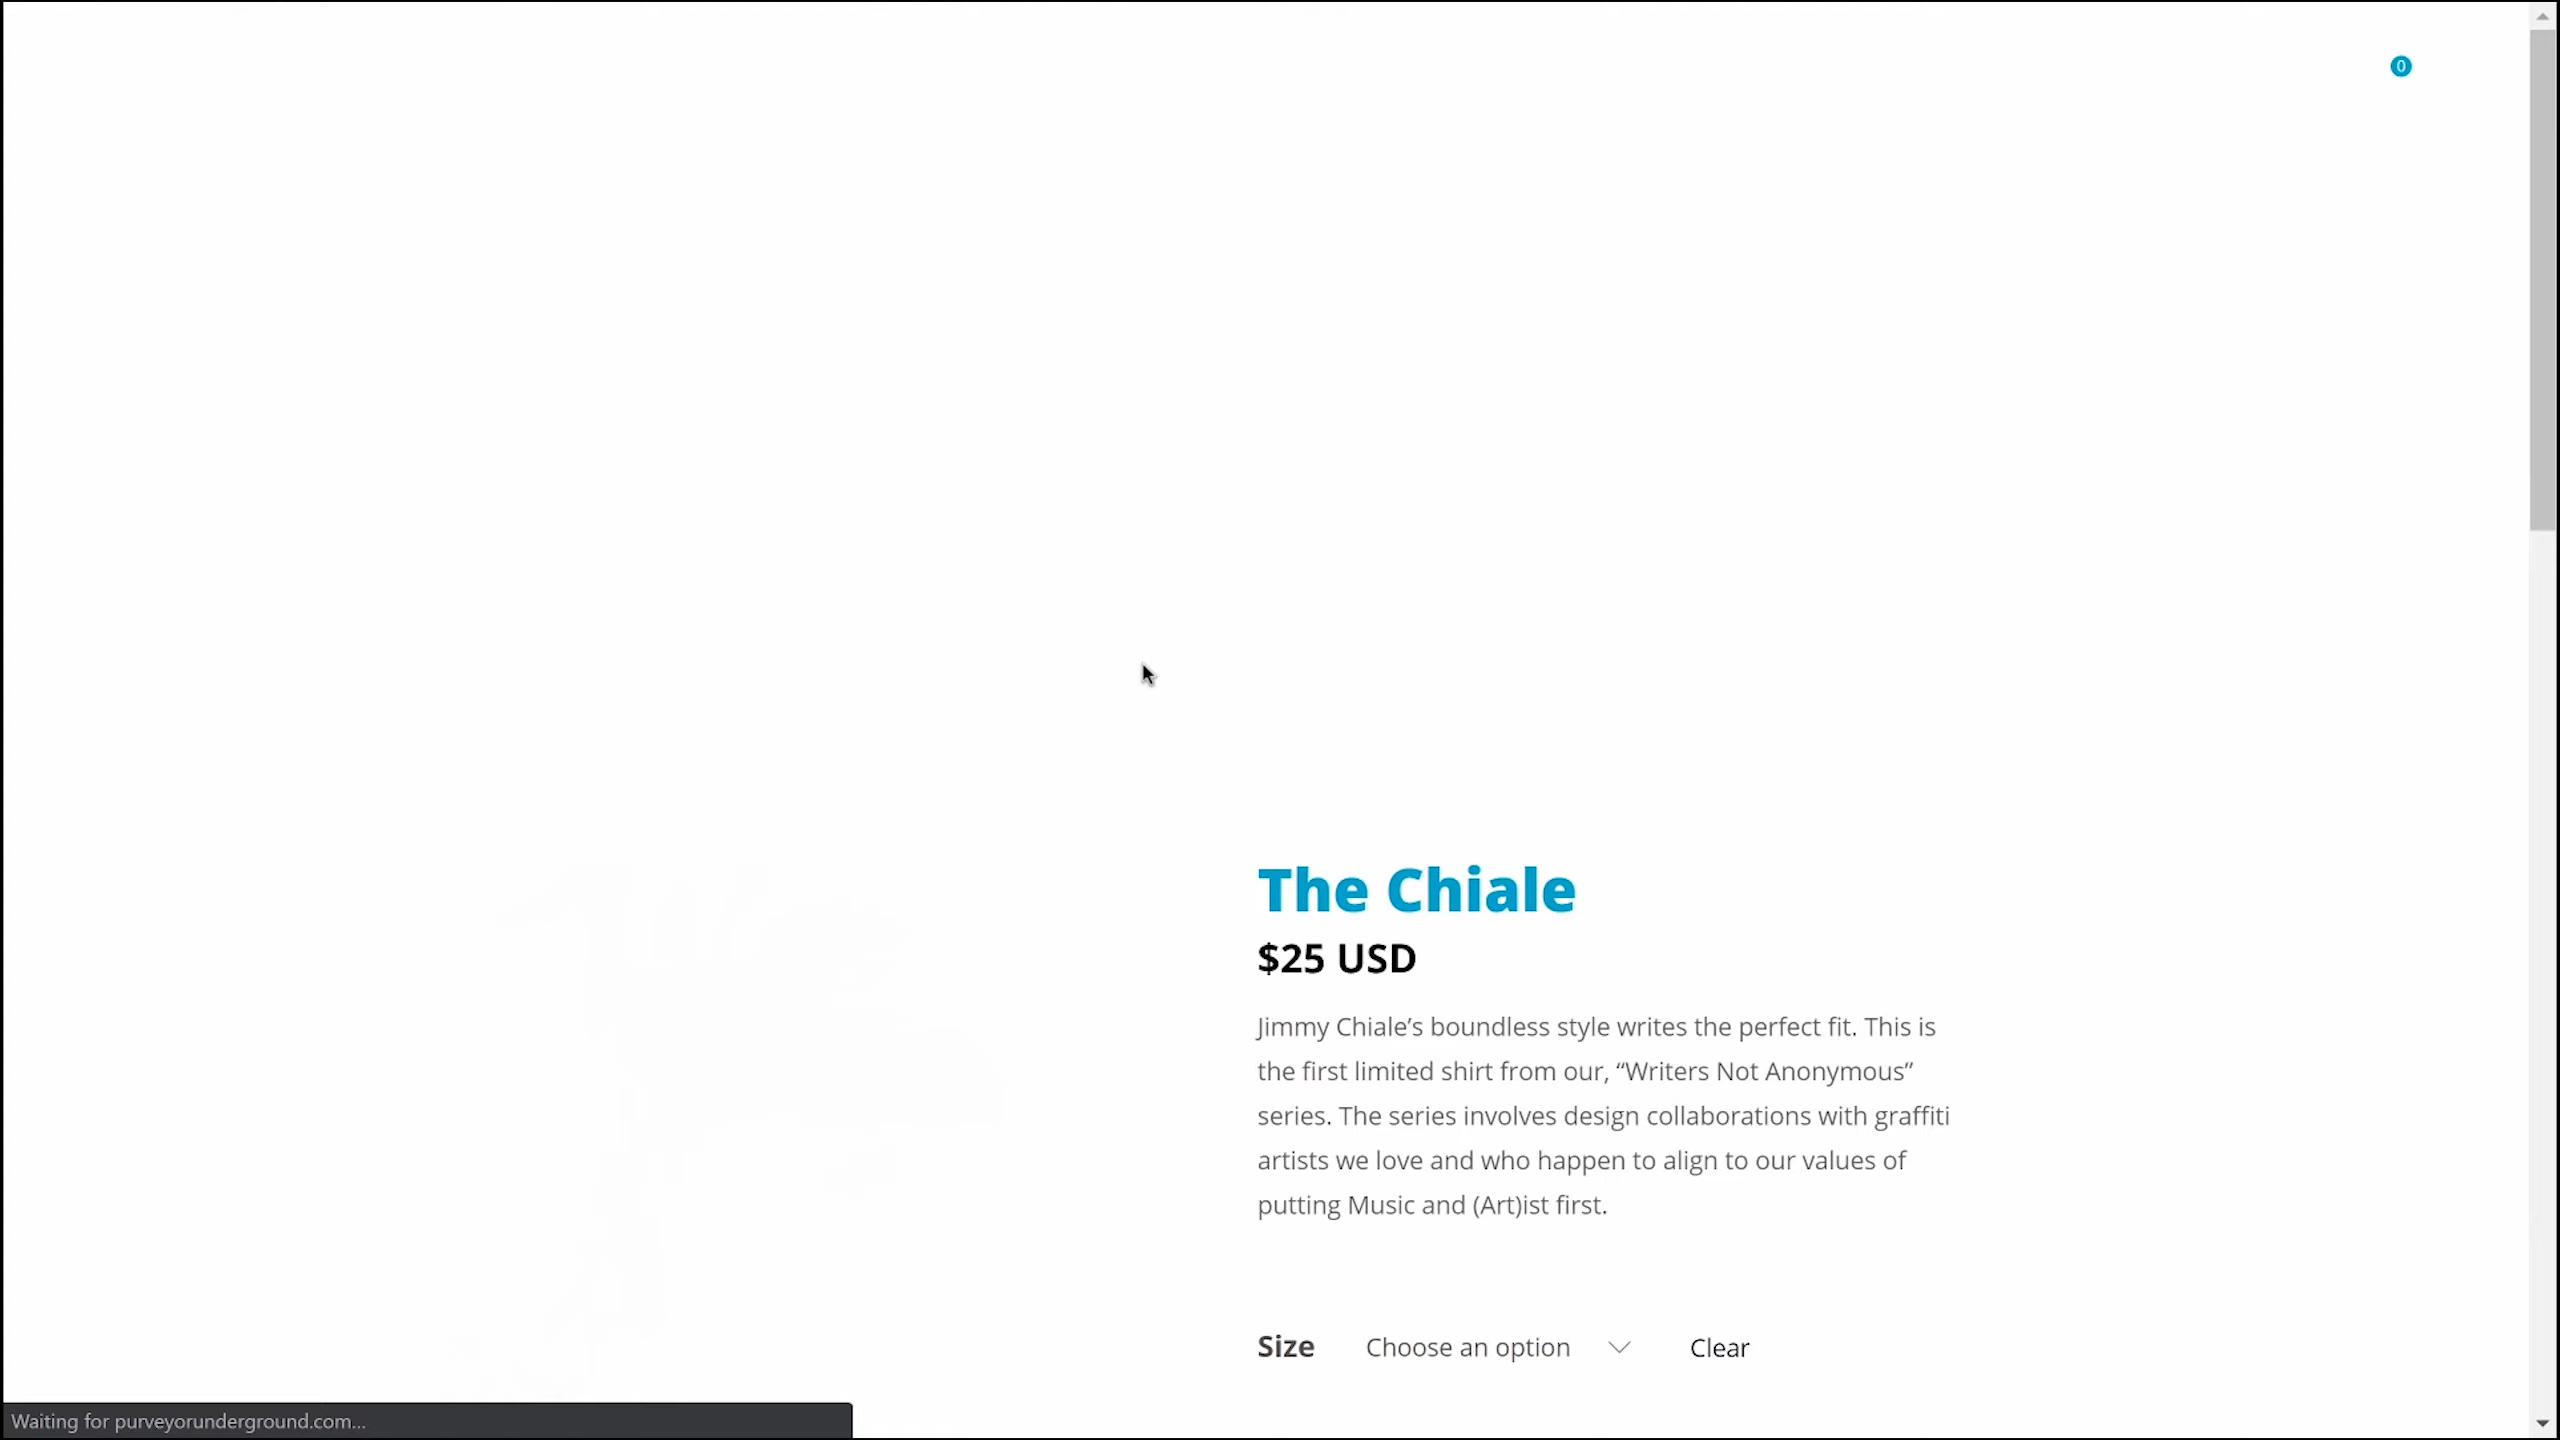 0
The Chiale
$25 USD
Jimmy Chiale’s boundless style writes the perfect fit. This is
the first limited shirt from our, “Writers Not Anonymous”
series. The series involves design collaborations with graffiti
artists we love and who happen to align to our values of
putting Music and (Art)ist first.
Size Choose an option Clear
Waiting for purveyorunderground.com...